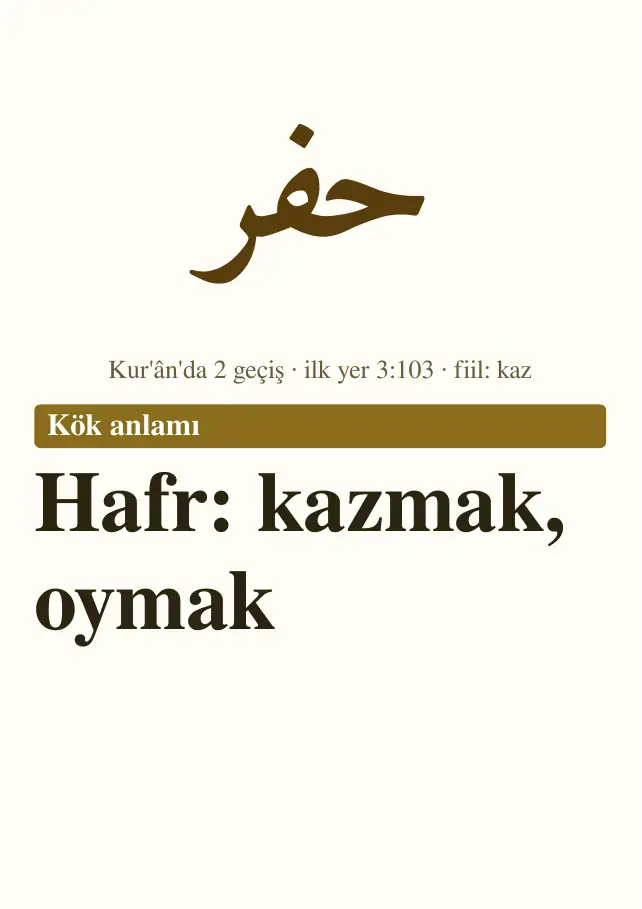 حفر
Kur'ân'da 2 geçiş · ilk yer 3:103 · fiil: kaz
Kök anlamı
Hafr: kazmak,
oymak